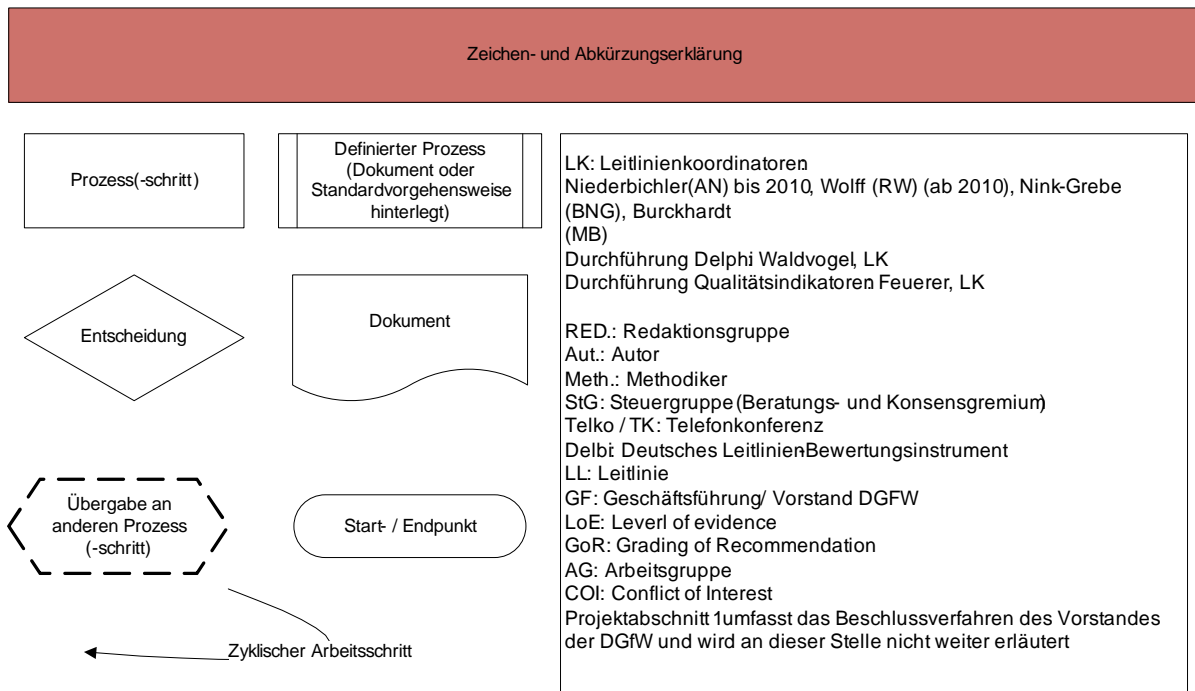 Zeichen- und Abkürzungserklärung
Prozess(-schritt)
Definierter Prozess
(Dokument oder
Standardvorgehensweise
hinterlegt)
Entscheidung
Dokument
Übergabe an
anderen Prozess
(-schritt)
Start- / Endpunkt
Zyklischer Arbeitsschritt
LK: Leitlinienkoordinatoren:
Niederbichler(AN) bis 2010, Wolff (RW) (ab 2010), Nink-Grebe
(BNG), Burckhardt
(MB)
Durchführung Delphi: Waldvogel, LK
Durchführung Qualitätsindikatoren: Feuerer, LK
RED.: Redaktionsgruppe
Aut.: Autor
Meth.: Methodiker
StG: Steuergruppe (Beratungs- und Konsensgremium)
Telko / TK: Telefonkonferenz
Delbi: Deutsches Leitlinien-Bewertungsinstrument
LL: Leitlinie
GF: Geschäftsführung/ Vorstand DGFW
LoE: Leverl of evidence
GoR: Grading of Recommendation
AG: Arbeitsgruppe
COI: Conflict of Interest
Projektabschnitt 1umfasst das Beschlussverfahren des Vorstandes
der DGfW und wird an dieser Stelle nicht weiter erläutert